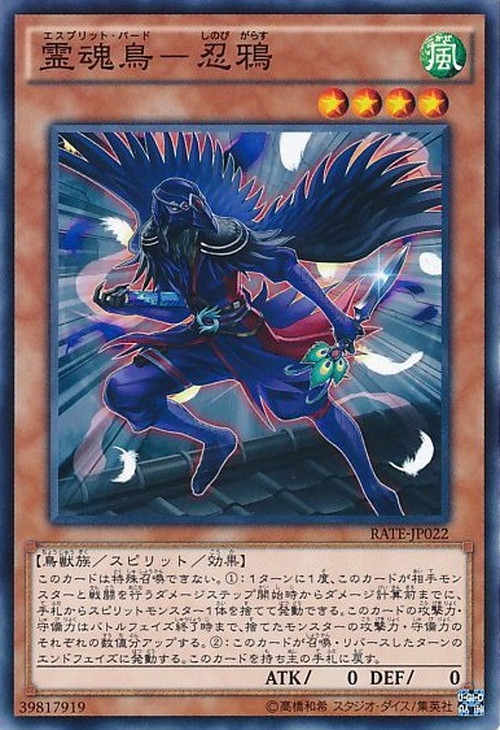 エスプリット・バード しのび がらす
霊魂鳥－忍鴉
風
RATE-JP022
【鳥獣族／スピリット／効果】
このカードは特殊召喚できない。①：1ターンに1度、このカードが相手モン
スターと戦闘を行うダメージステップ開始時からダメージ計算前までに、
手札からスピリットモンスター1体を捨てて発動できる。このカードの攻撃力・
守備力はバトルフェイズ終了時まで、捨てたモンスターの攻撃力・守備力の
それぞれの数値分アップする。②：このカードが召喚・リバースしたターンの
エンドフェイズに発動する。このカードを持ち主の手札に戻す。
ATK/ 0 DEF/ 0
39817919
©高橋和希 スタジオ・ダイス/集英社